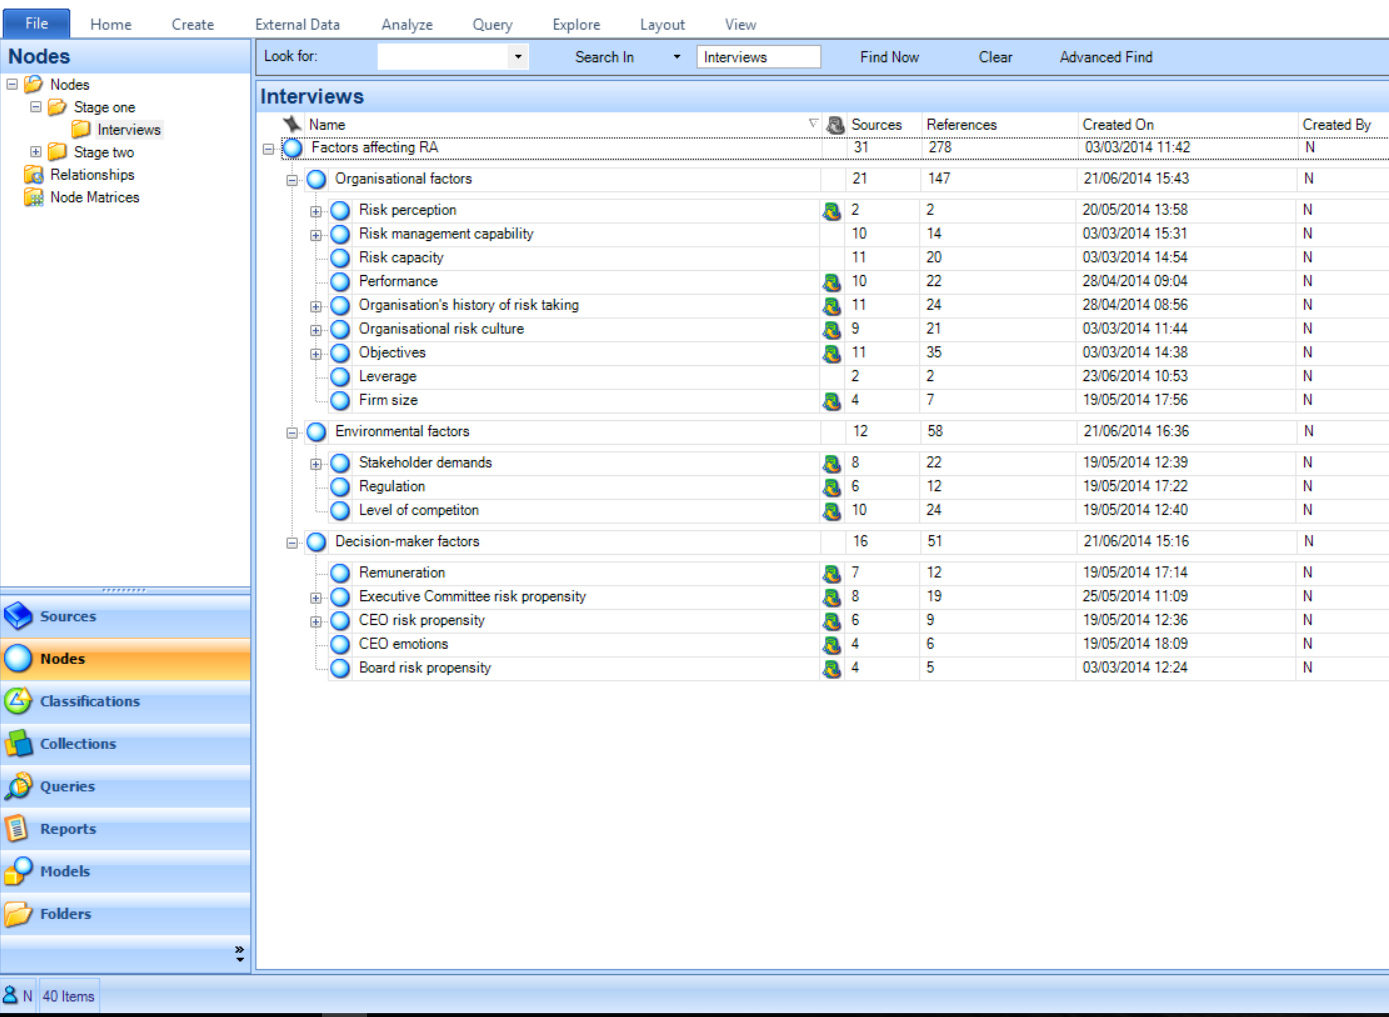 File Home Create External Data Analyze Query Explore Layout View
Nodes
Nodes
Stage one
Interviews
Stage two
Relationships
Node Matrices
Sources
Nodes
Classifications
Collections
Queries
Reports
Models
Folders
Look for: Search In Interviews Find Now Clear Advanced Find
Interviews
Name Sources References Created On Created By
Factors affecting RA 31 278 03/03/2014 11:42 N
Organisational factors 21 147 21/06/2014 15:43 N
Risk perception 2 2 20/05/2014 13:58 N
Risk management capability 10 14 03/03/2014 15:31 N
Risk capacity 11 20 03/03/2014 14:54 N
Performance 10 22 28/04/2014 09:04 N
Organisation's history of risk taking 11 24 28/04/2014 08:56 N
Organisational risk culture 9 21 03/03/2014 11:44 N
Objectives 11 35 03/03/2014 14:38 N
Leverage 2 2 23/06/2014 10:53 N
Firm size 4 7 19/05/2014 17:56 N
Environmental factors 12 58 21/06/2014 16:36 N
Stakeholder demands 8 22 19/05/2014 12:39 N
Regulation 6 12 19/05/2014 17:22 N
Level of competiton 10 24 19/05/2014 12:40 N
Decision-maker factors 16 51 21/06/2014 15:16 N
Remuneration 7 12 19/05/2014 17:14 N
Executive Committee risk propensity 8 19 25/05/2014 11:09 N
CEO risk propensity 6 9 19/05/2014 12:36 N
CEO emotions 4 6 19/05/2014 18:09 N
Board risk propensity 4 5 03/03/2014 12:24 N
N 40 Items